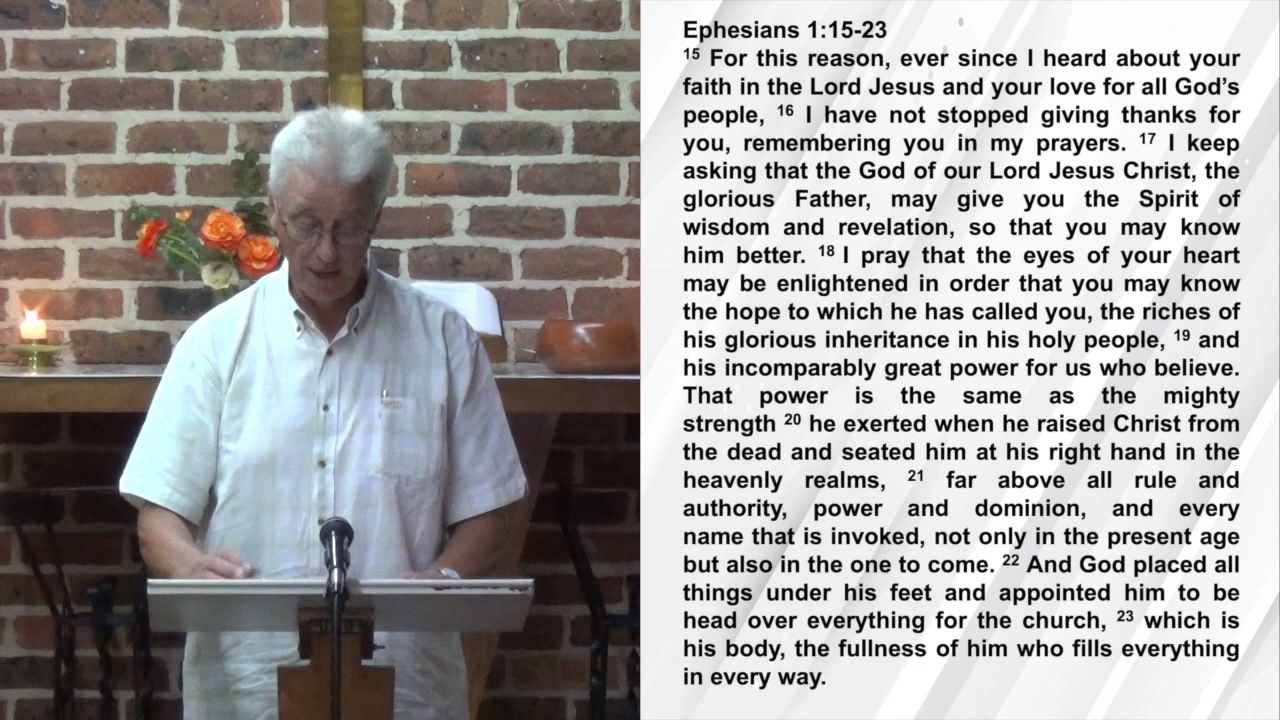 Ephesians 1:15-23
15 For this reason, ever since I heard about your
faith in the Lord Jesus and your love for all God’s
people, 16 I have not stopped giving thanks for
you, remembering you in my prayers. 17 I keep
asking that the God of our Lord Jesus Christ, the
glorious Father, may give you the Spirit of
wisdom and revelation, so that you may know
him better. 18 I pray that the eyes of your heart
may be enlightened in order that you may know
the hope to which he has called you, the riches of
his glorious inheritance in his holy people, 19 and
his incomparably great power for us who believe.
That power is the same as the mighty
strength 20 he exerted when he raised Christ from
the dead and seated him at his right hand in the
heavenly realms, 21 far above all rule and
authority, power and dominion, and every
name that is invoked, not only in the present age
but also in the one to come. 22 And God placed all
things under his feet and appointed him to be
head over everything for the church, 23 which is
his body, the fullness of him who fills everything
in every way.